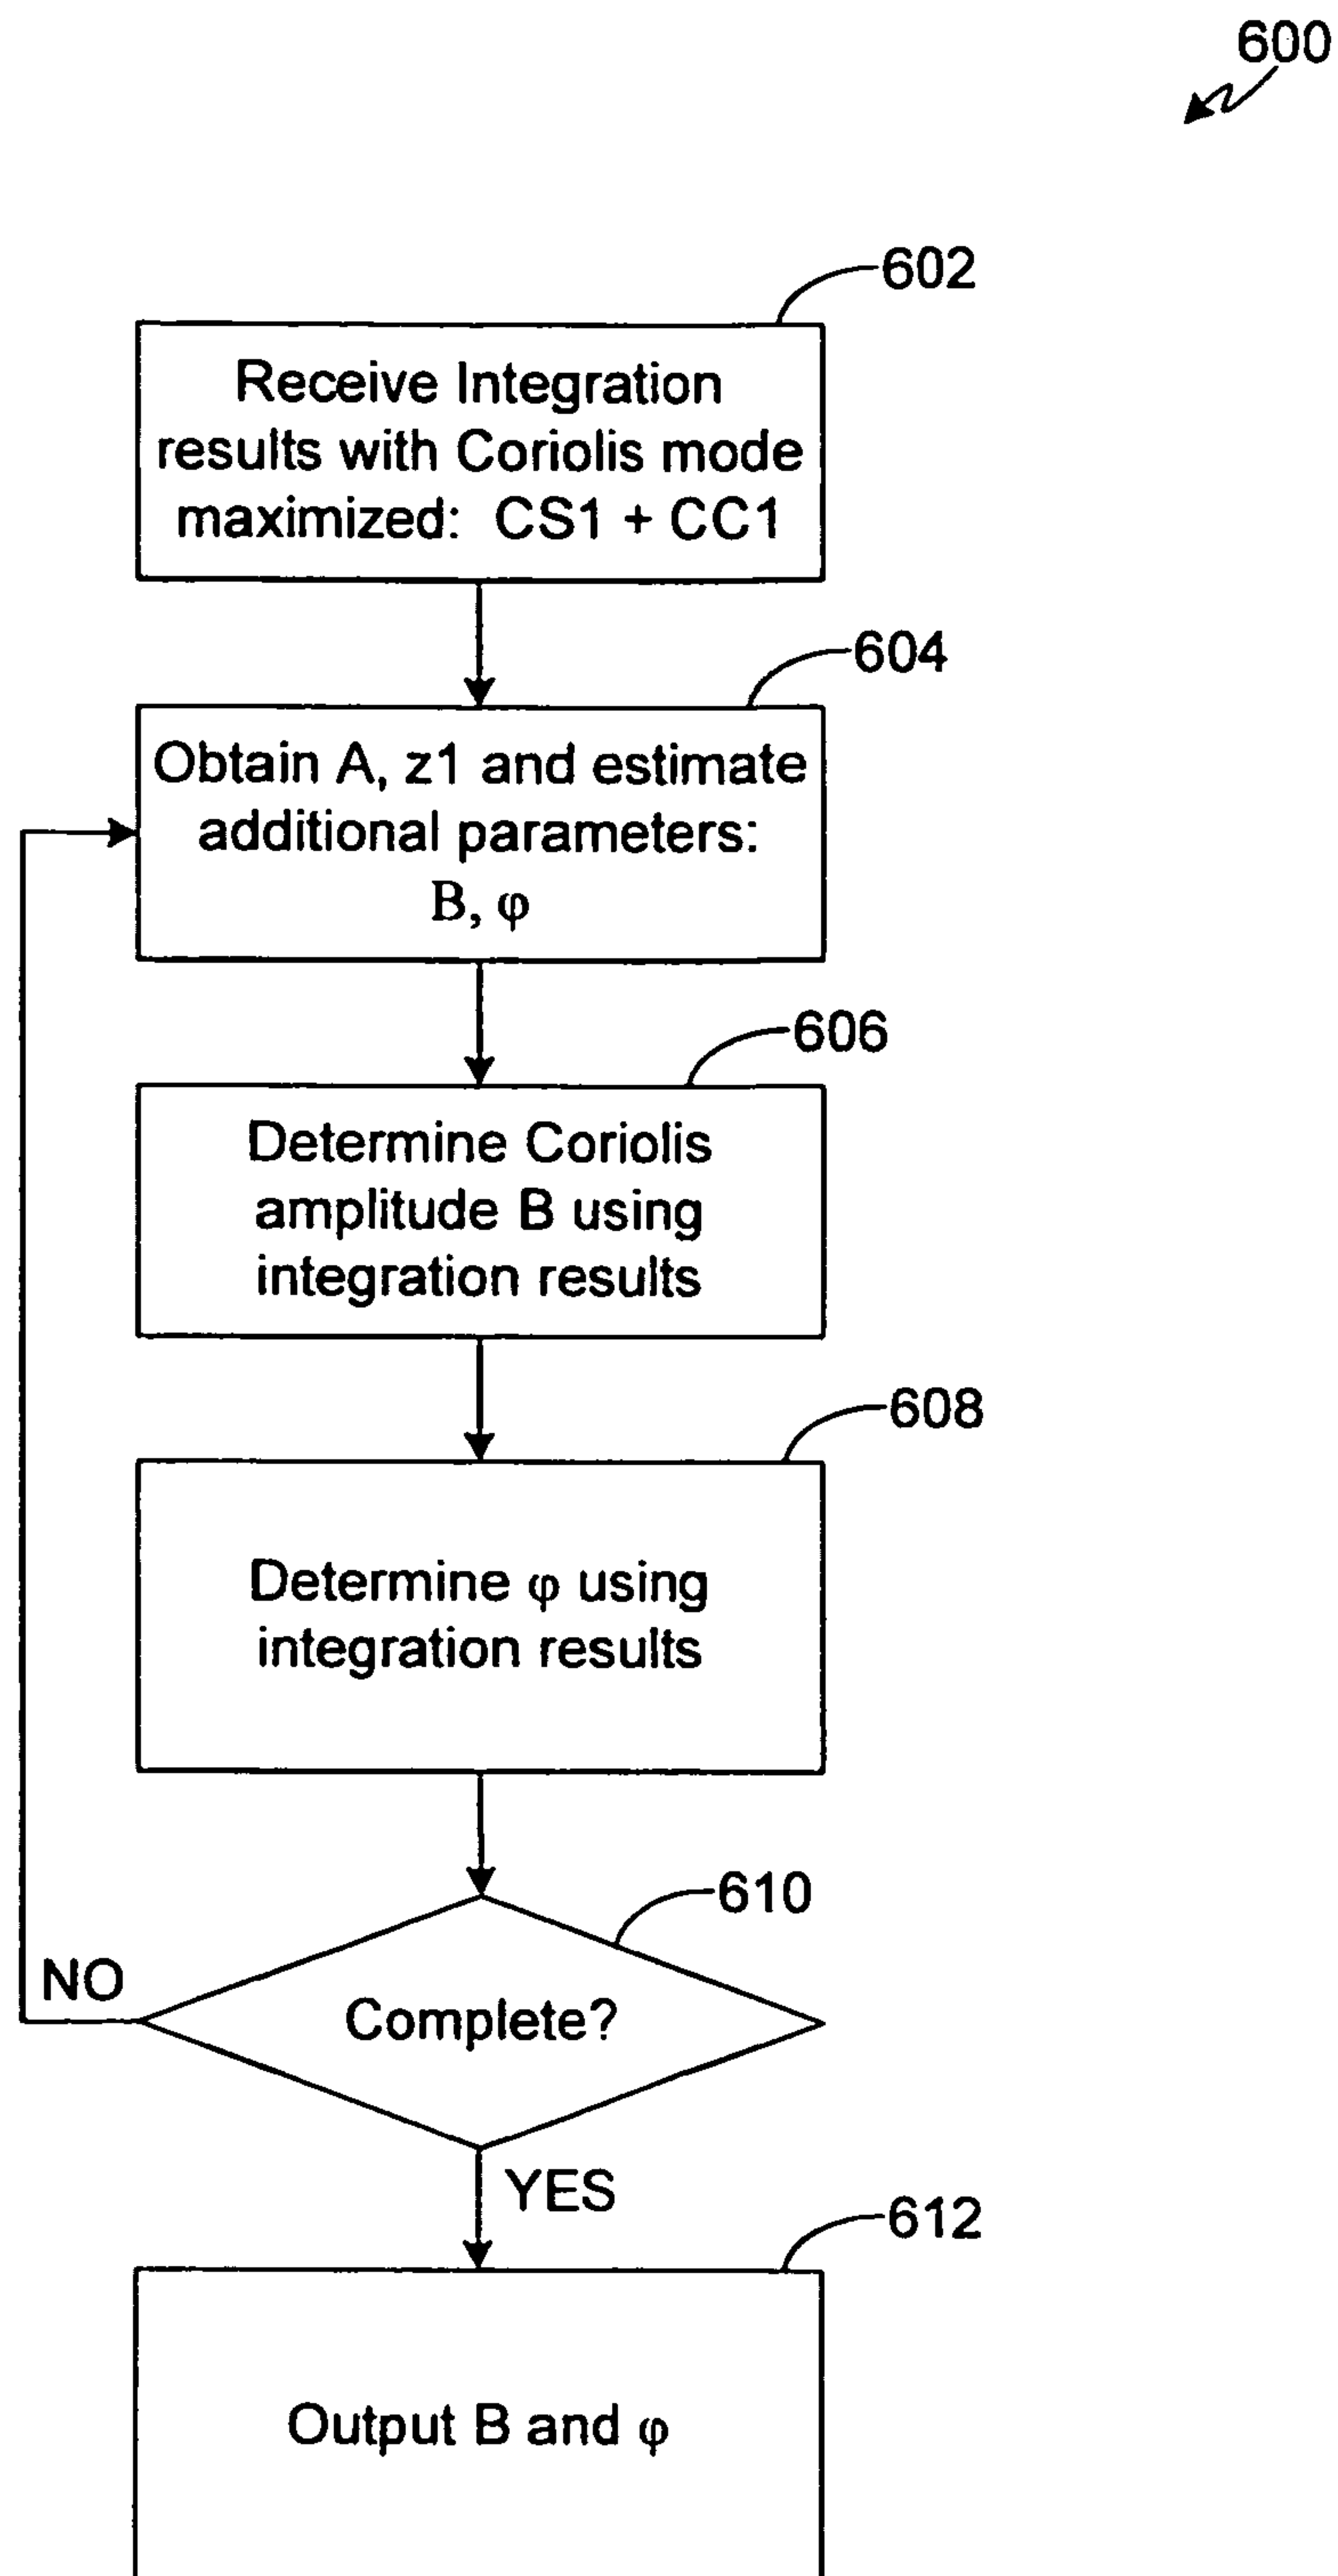 600
602
Receive Integration
results with Coriolis mode
maximized: CS1 + CC1
604
Obtain A, z1 and estimate
additional parameters:
B, φ
606
Determine Coriolis
amplitude B using
integration results
608
Determine φ using
integration results
610
NO
Complete?
YES
612
Output B and φ